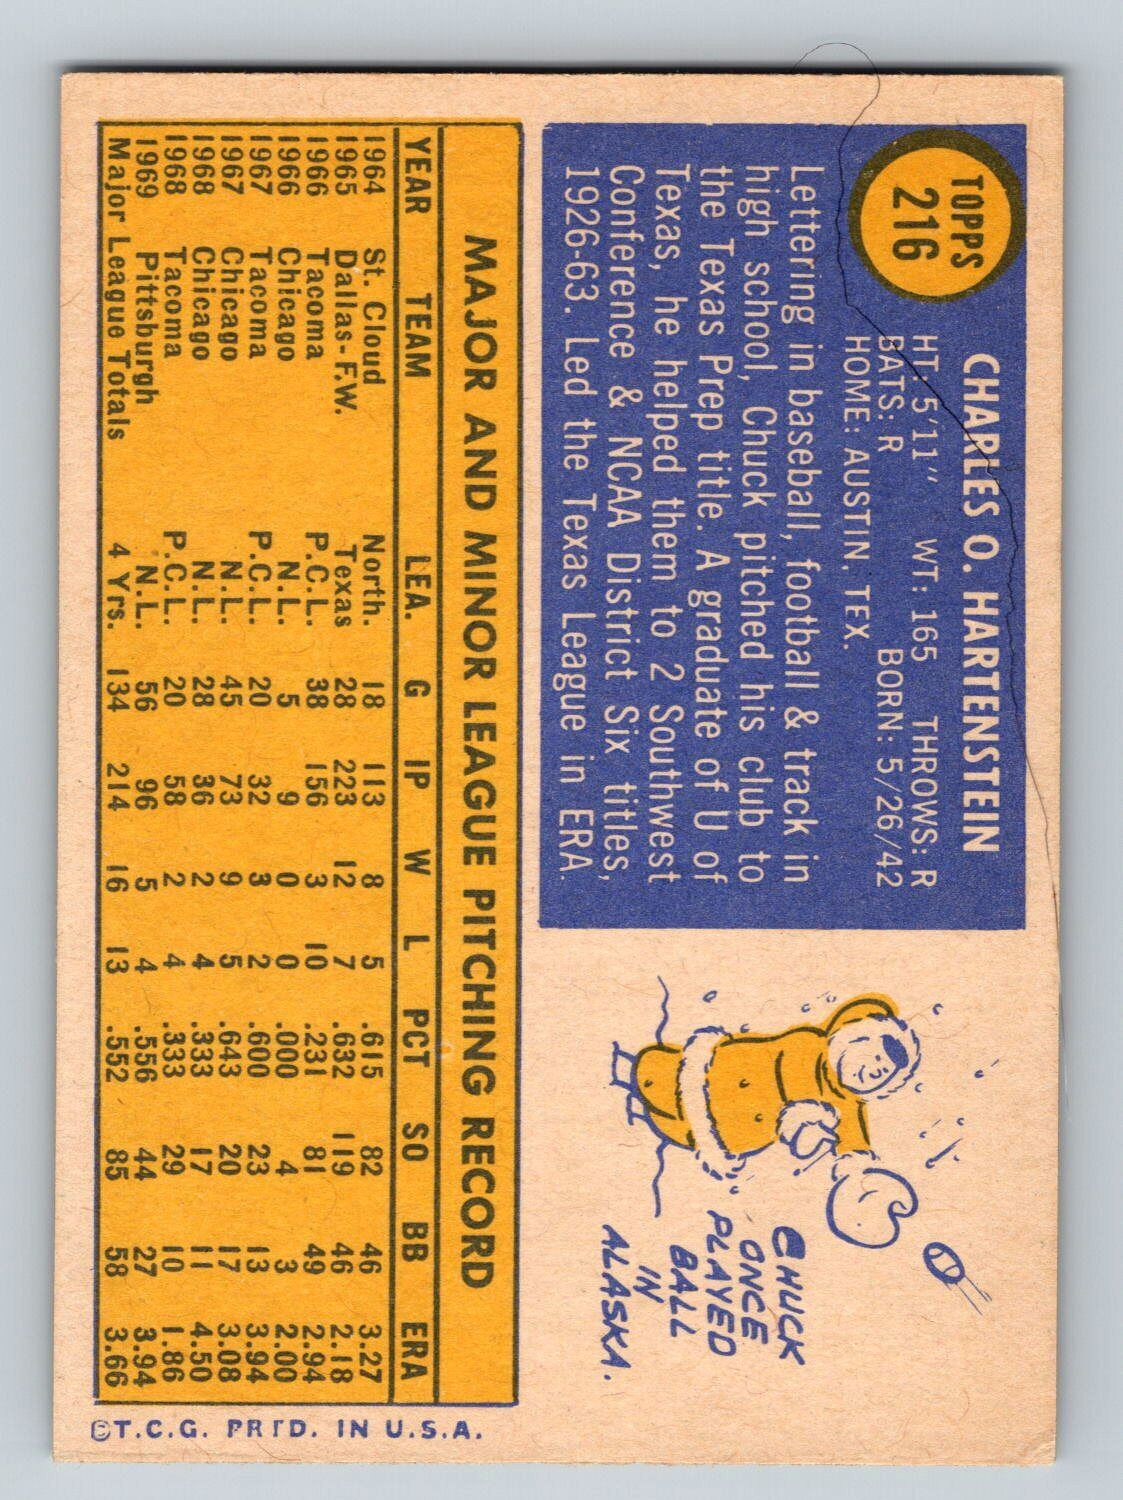 TOPPS
216
CHARLES O. HARTENSTEIN
HT. 5'11" WT: 165 THROWS: R
BATS: R BORN: 5/26/42
HOME: AUSTIN, TEX.
Lettering in baseball, football & track in
high school, Chuck pitched his club to
the Texas Prep title. A graduate of U of
Texas, he helped them to 2 Southwest
Conference & NCAA District Six titles,
1926-63. Led the Texas League in ERA.
CHUCK
ONCE
PLAYED
BALL
IN
ALASKA.
MAJOR AND MINOR LEAGUE PITCHING RECORD
YEAR TEAM LEA. G IP W L PCT SO BB ERA
1964 St. Cloud North. 18 113 8 5 .615 82 46 3.27
1965 Dallas-F.W. Texas 28 223 12 7 .632 119 46 2.18
1966 Tacoma P.C.L. 38 156 3 10 .231 81 49 2.94
1966 Chicago N.L. 5 9 0 0 .000 4 3 2.00
1967 Tacoma P.C.L. 20 32 3 2 .600 23 13 3.94
1967 Chicago N.L. 45 73 9 5 .643 20 17 3.08
1968 Chicago N.L. 28 36 2 4 .333 17 11 4.50
1968 Tacoma P.C.L. 20 58 2 4 .333 29 10 1.86
1969 Pittsburgh N.L. 56 96 5 4 .556 44 27 3.94
Major League Totals 4 Yrs. 134 214 16 13 .552 85 58 3.66
©T.C.G. PRTD. IN U.S.A.